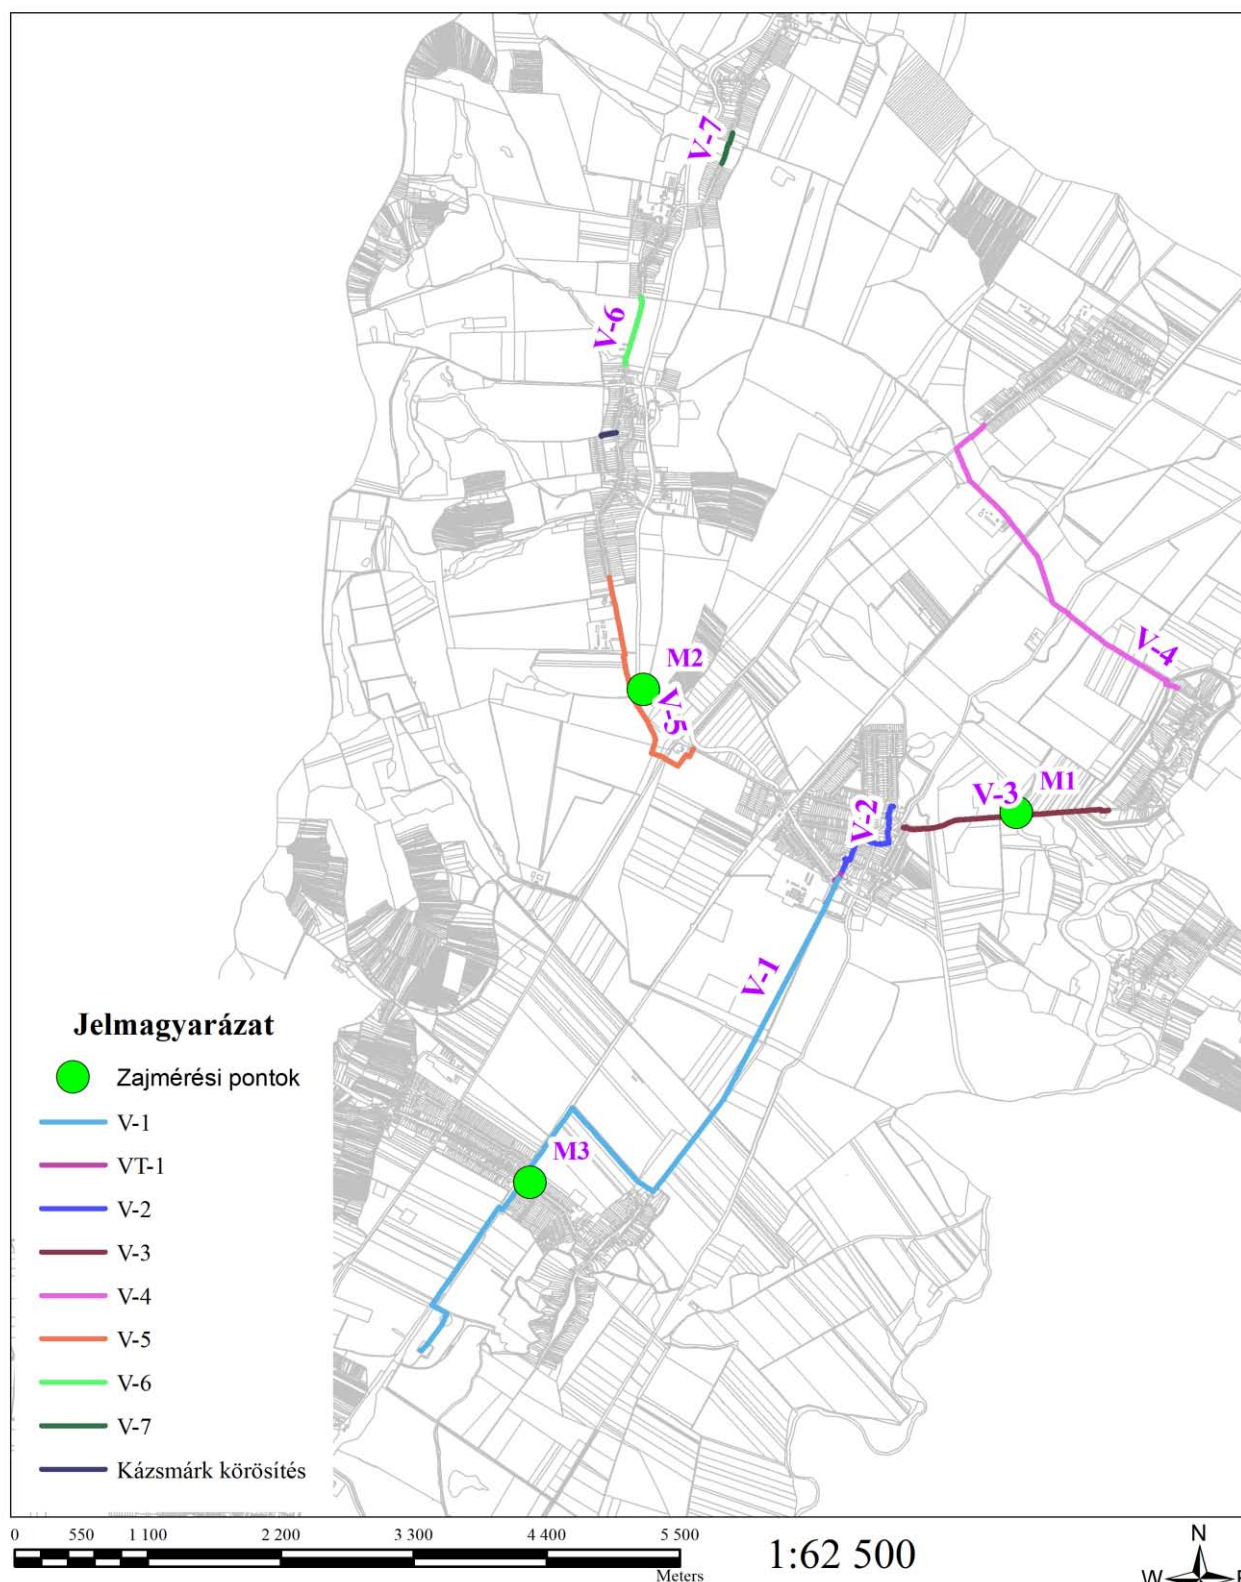 V-7
V-6
V-4
M2
V-5
V-3
M1
V-2
V-1
M3
Jelmagyarázat
Zajmérési pontok
V-1
VT-1
V-2
V-3
V-4
V-5
V-6
V-7
Kázsmárk körösítés
0 550 1 100 2 200 3 300 4 400 5 500
Meters
1:62 500
N
W E